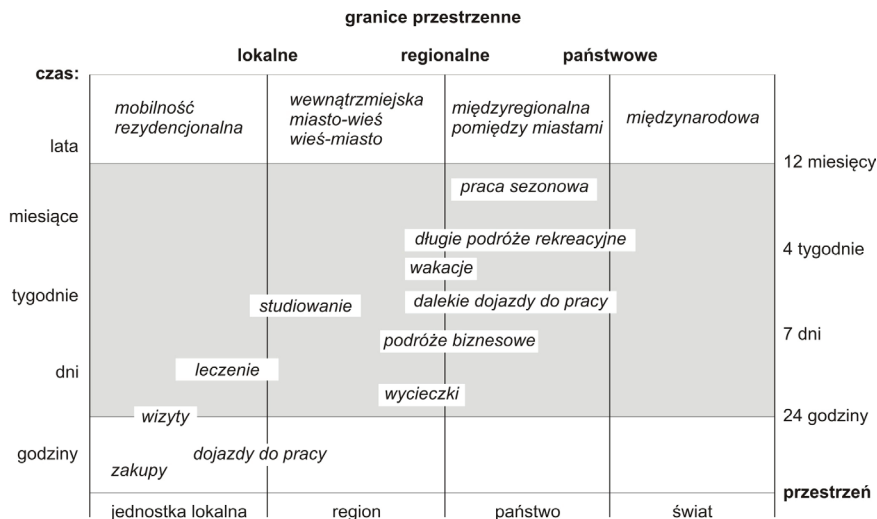 granice przestrzenne
lokalne regionalne państwowe
czas:
mobilność
rezydencjonalna
wewnątrzmiejska
miasto-wieś
wieś-miasto
międzyregionalna
pomiędzy miastami
międzynarodowa
lata
12 miesięcy
praca sezonowa
miesiące
długie podróże rekreacyjne
4 tygodnie
wakacje
tygodnie
studiowanie
dalekie dojazdy do pracy
7 dni
podróże biznesowe
dni
leczenie
wycieczki
wizyty
24 godziny
godziny
dojazdy do pracy
zakupy
przestrzeń
jednostka lokalna region państwo świat